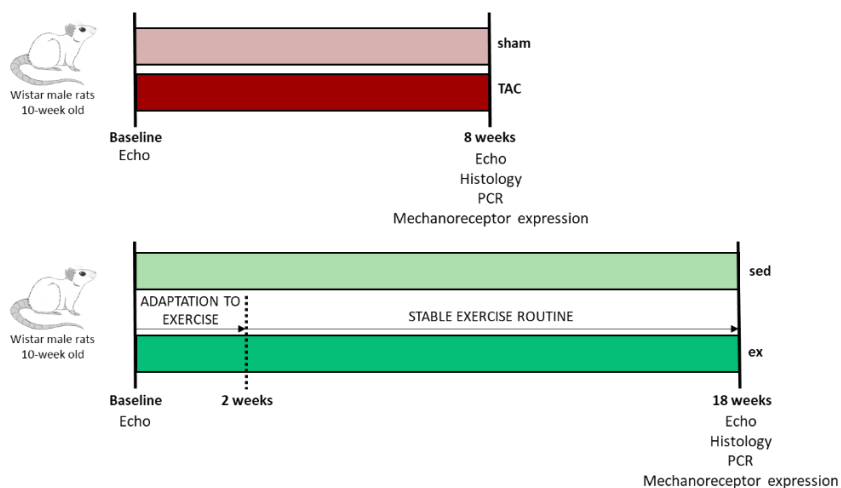 sham
Wistar male rats
10-week old
TAC
Baseline
8 weeks
Echo
Echo
Histology
PCR
Mechanoreceptor expression
sed
ADAPTATION TO
EXERCISE
STABLE EXERCISE ROUTINE
Wistar male rats
10-week old
ex
Baseline
2 weeks
18 weeks
Echo
Echo
Histology
PCR
Mechanoreceptor expression